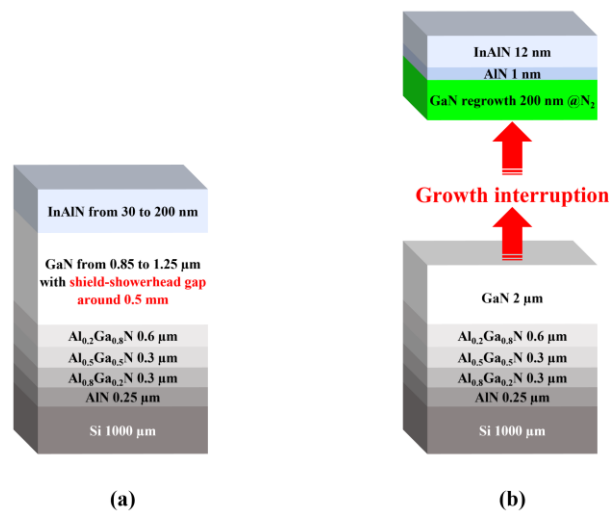 InAlN from 30 to 200 nm
GaN from 0.85 to 1.25 µm
with shield-showerhead gap
around 0.5 mm
Al₀.₂Ga₀.₈N 0.6 µm
Al₀.₅Ga₀.₅N 0.3 µm
Al₀.₈Ga₀.₂N 0.3 µm
AlN 0.25 µm
Si 1000 µm
(a)
InAlN 12 nm
AlN 1 nm
GaN regrowth 200 nm @N₂
Growth interruption
GaN 2 µm
Al₀.₂Ga₀.₈N 0.6 µm
Al₀.₅Ga₀.₅N 0.3 µm
Al₀.₈Ga₀.₂N 0.3 µm
AlN 0.25 µm
Si 1000 µm
(b)